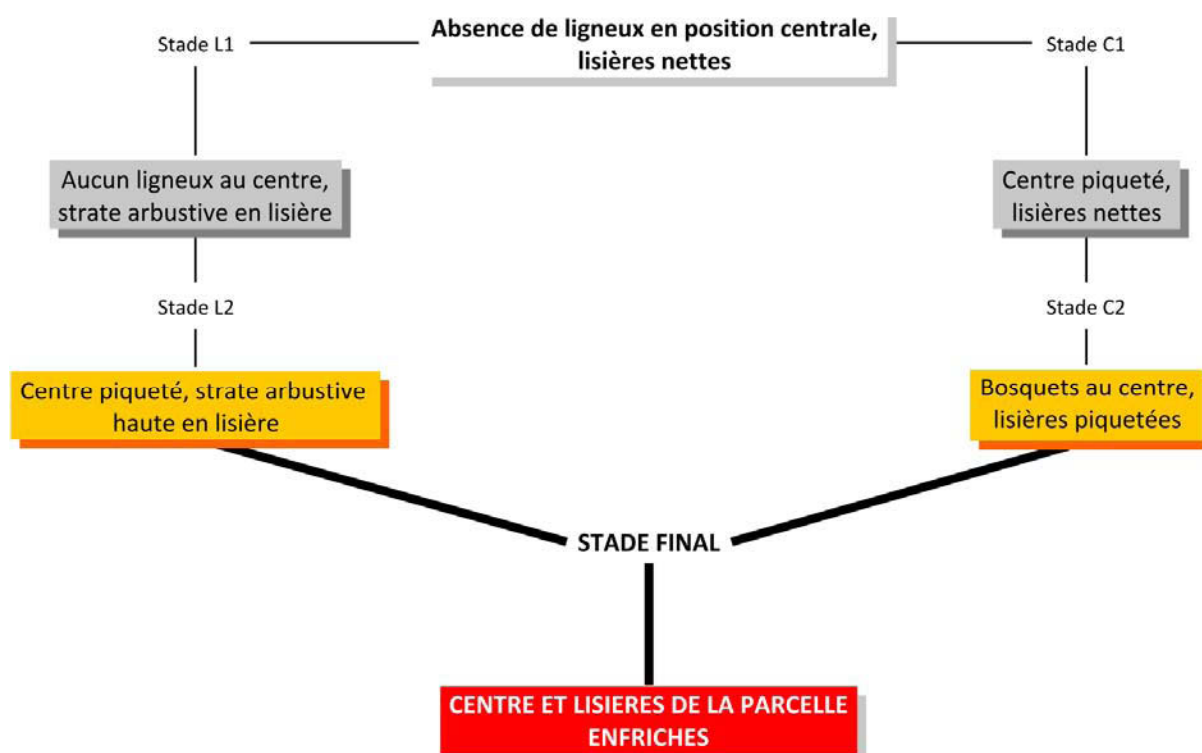 Absence de ligneux en position centrale,
lisières nettes
Stade L1
Stade C1
Aucun ligneux au centre,
strate arbustive en lisière
Centre piqueté,
lisières nettes
Stade L2
Stade C2
Centre piqueté, strate arbustive
haute en lisière
Bosquets au centre,
lisières piquetées
STADE FINAL
CENTRE ET LISIERES DE LA PARCELLE
ENFRICHES